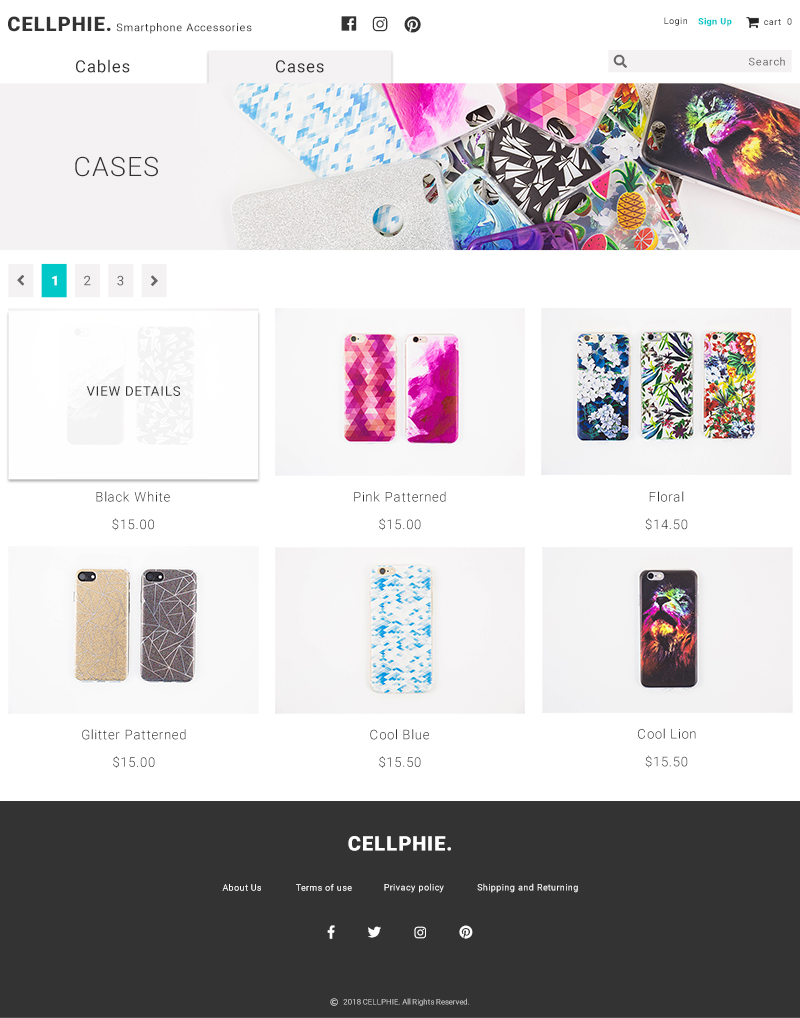 CELLPHIE. Smartphone Accessories
Login Sign Up cart 0
Cables Cases Search
CASES
1 2 3
VIEW DETAILS
Black White Pink Patterned Floral
$15.00 $15.00 $14.50
Glitter Patterned Cool Blue Cool Lion
$15.00 $15.50 $15.50
CELLPHIE.
About Us Terms of use Privacy policy Shipping and Returning
© 2018 CELLPHIE. All Rights Reserved.